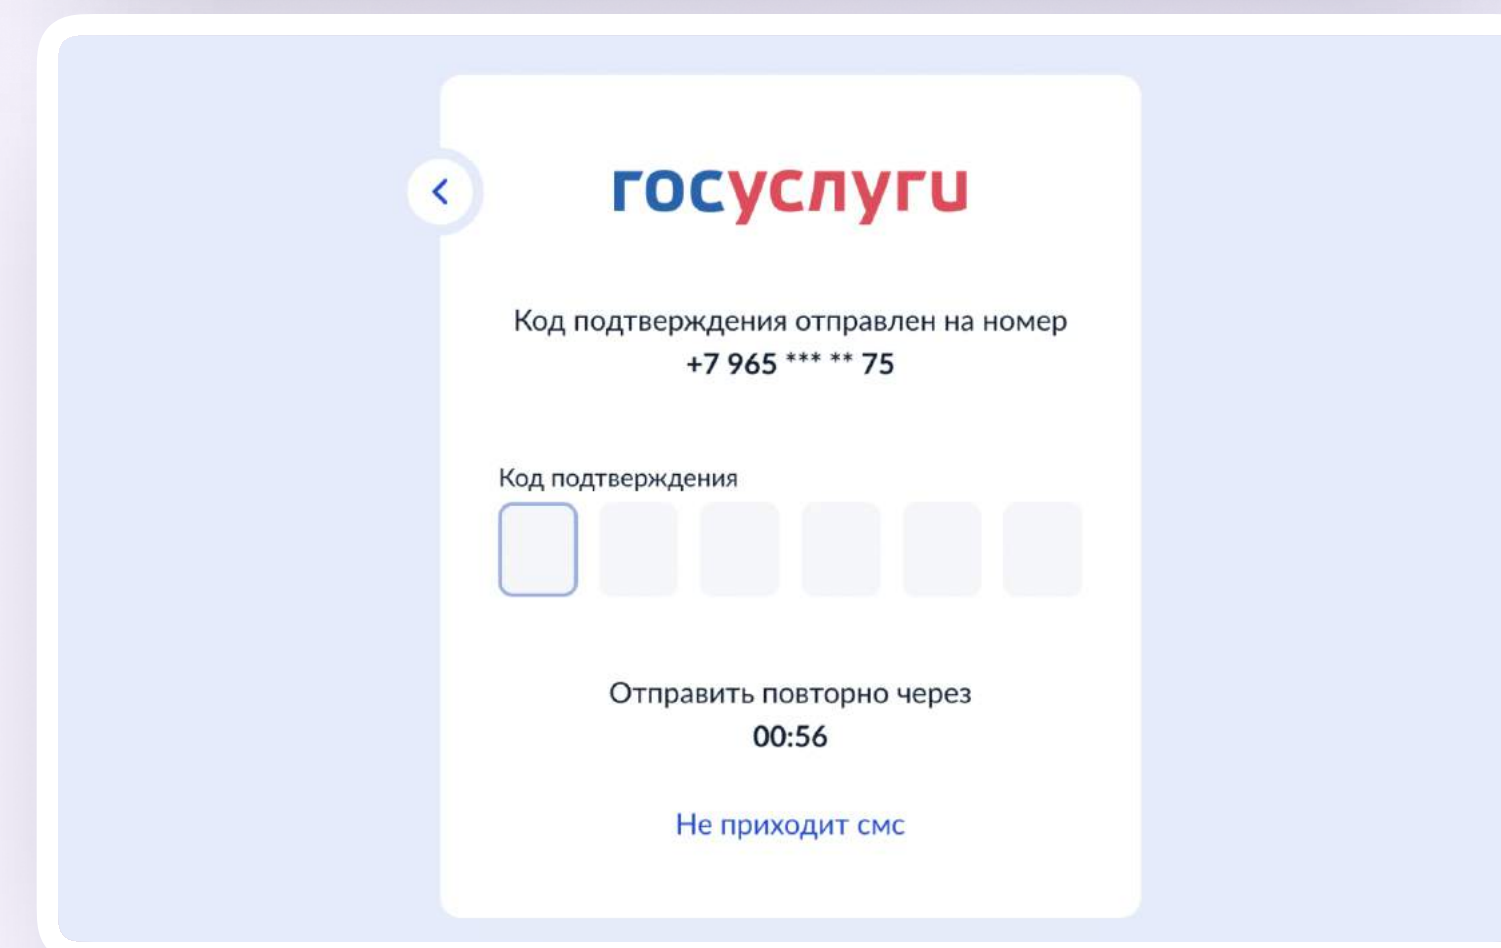 госуслуги
Код подтверждения отправлен на номер
+7 965 *** ** 75
Код подтверждения
Отправить повторно через
00:56
Не приходит смс